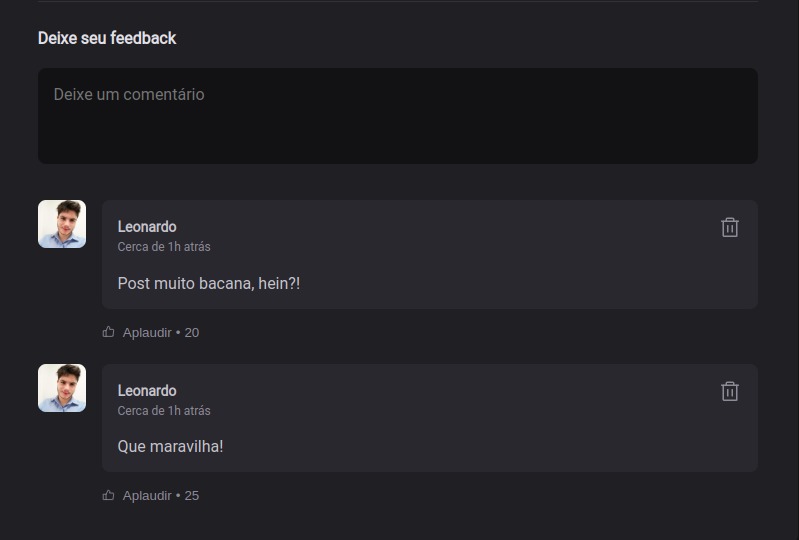 Deixe seu feedback
Deixe um comentário
Leonardo
Cerca de 1h atrás
Post muito bacana, hein?!
Aplaudir • 20
Leonardo
Cerca de 1h atrás
Que maravilha!
Aplaudir • 25